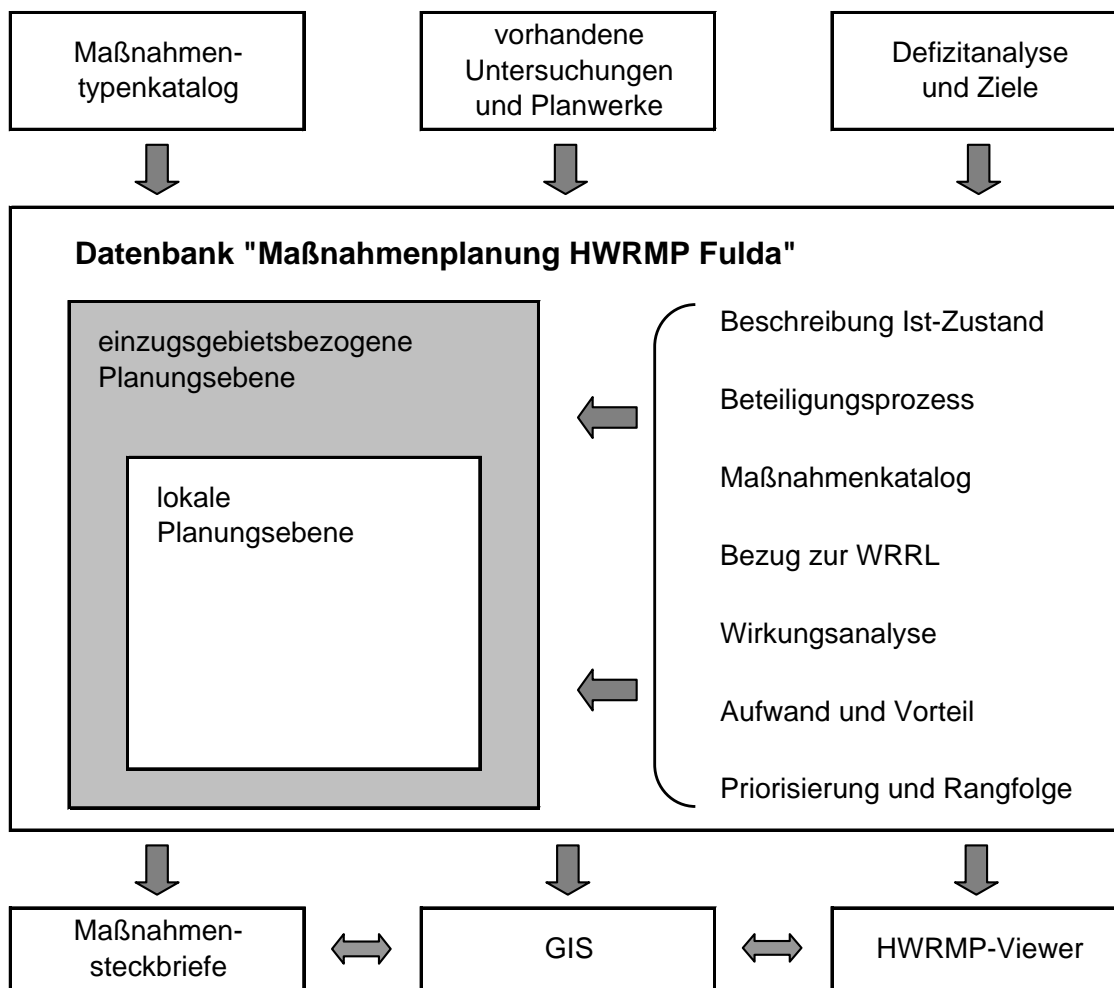 Maßnahmen-
typenkatalog
vorhandene
Untersuchungen
und Planwerke
Defizitanalyse
und Ziele
Datenbank "Maßnahmenplanung HWRMP Fulda"
einzugsgebietsbezogene
Planungsebene
lokale
Planungsebene
Beschreibung Ist-Zustand
Beteiligungsprozess
Maßnahmenkatalog
Bezug zur WRRL
Wirkungsanalyse
Aufwand und Vorteil
Priorisierung und Rangfolge
Maßnahmen-
steckbriefe
GIS
HWRMP-Viewer